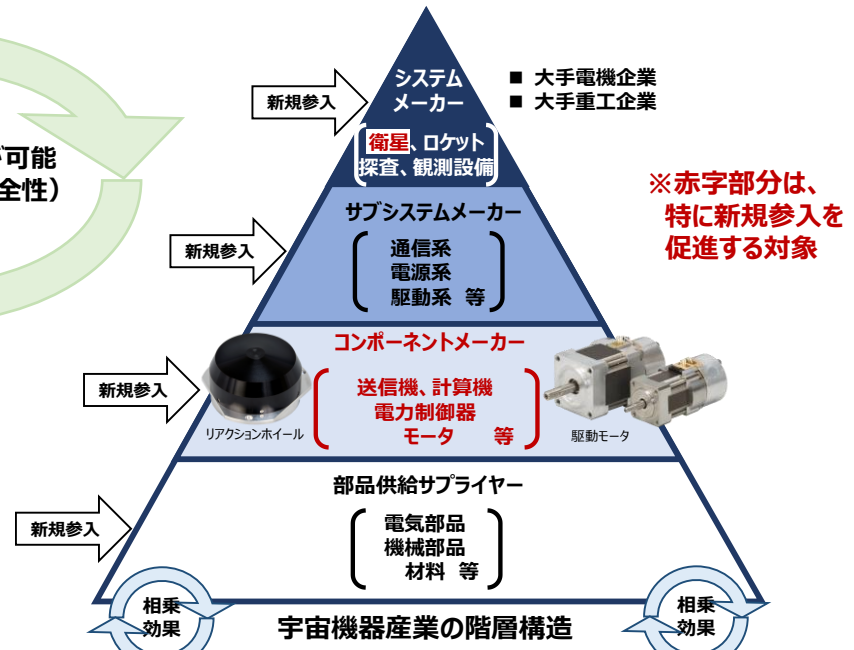 が可能
全性）
新規参入
システム
メーカー
衛星、ロケット
探査、観測設備
■ 大手電機企業
■ 大手重工企業
※赤字部分は、
特に新規参入を
促進する対象
新規参入
サブシステムメーカー
通信系
電源系
駆動系 等
新規参入
コンポーネントメーカー
送信機、計算機
電力制御器
モータ 等
リアクションホイール
駆動モータ
新規参入
部品供給サプライヤー
電気部品
機械部品
材料 等
相乗
効果
宇宙機器産業の階層構造
相乗
効果